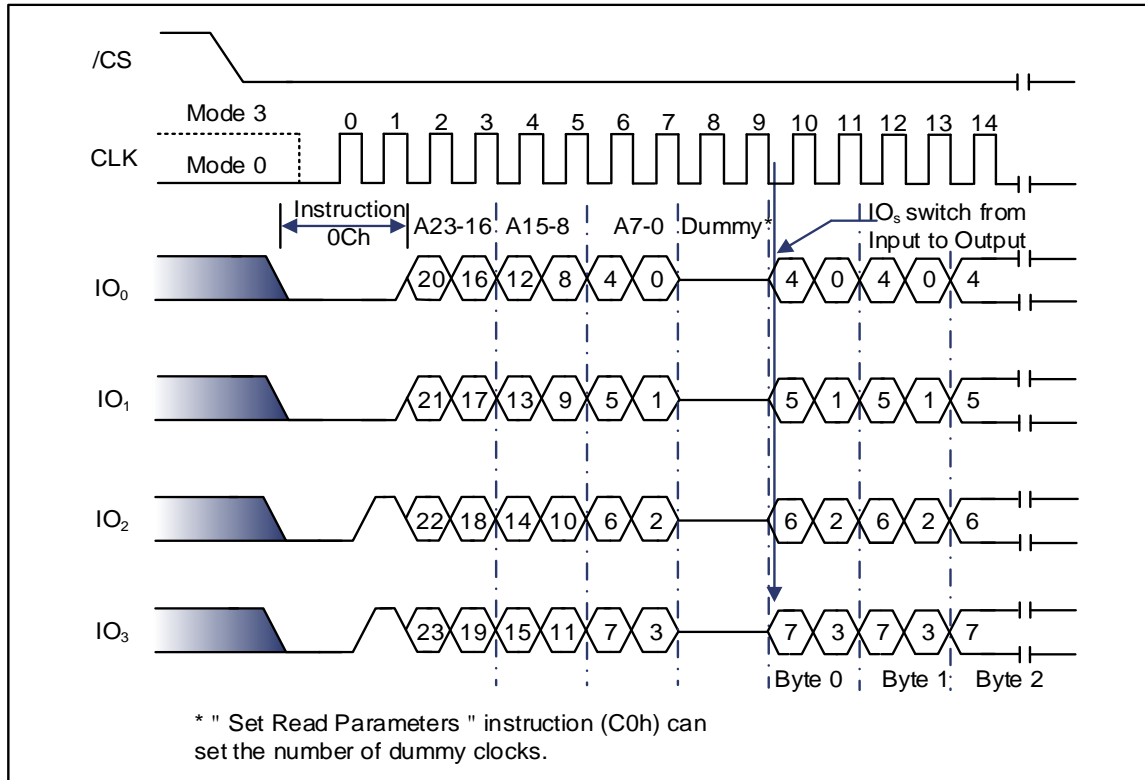 /CS
Mode 3
0 1 2 3 4 5 6 7 8 9 10 11 12 13 14
CLK
Mode 0
Instruction
0Ch
A23-16 A15-8 A7-0 Dummy*
IOs switch from
Input to Output
IO0 20 16 12 8 4 0 4 0 4 0 4
IO1 21 17 13 9 5 1 5 1 5 1 5
IO2 22 18 14 10 6 2 6 2 6 2 6
IO3 23 19 15 11 7 3 7 3 7 3 7
Byte 0 Byte 1 Byte 2
* " Set Read Parameters " instruction (C0h) can
set the number of dummy clocks.